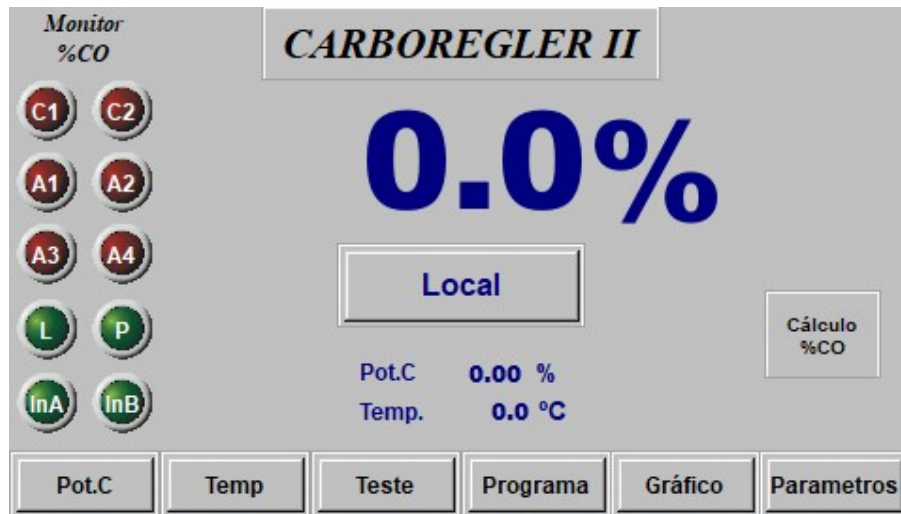 Monitor
%CO
CARBOREGLER II
C1 C2
0.0%
A1 A2
A3 A4
Local
L P
Cálculo
%CO
Pot.C 0.00 %
InA InB
Temp. 0.0 ºC
Pot.C Temp Teste Programa Gráfico Parametros